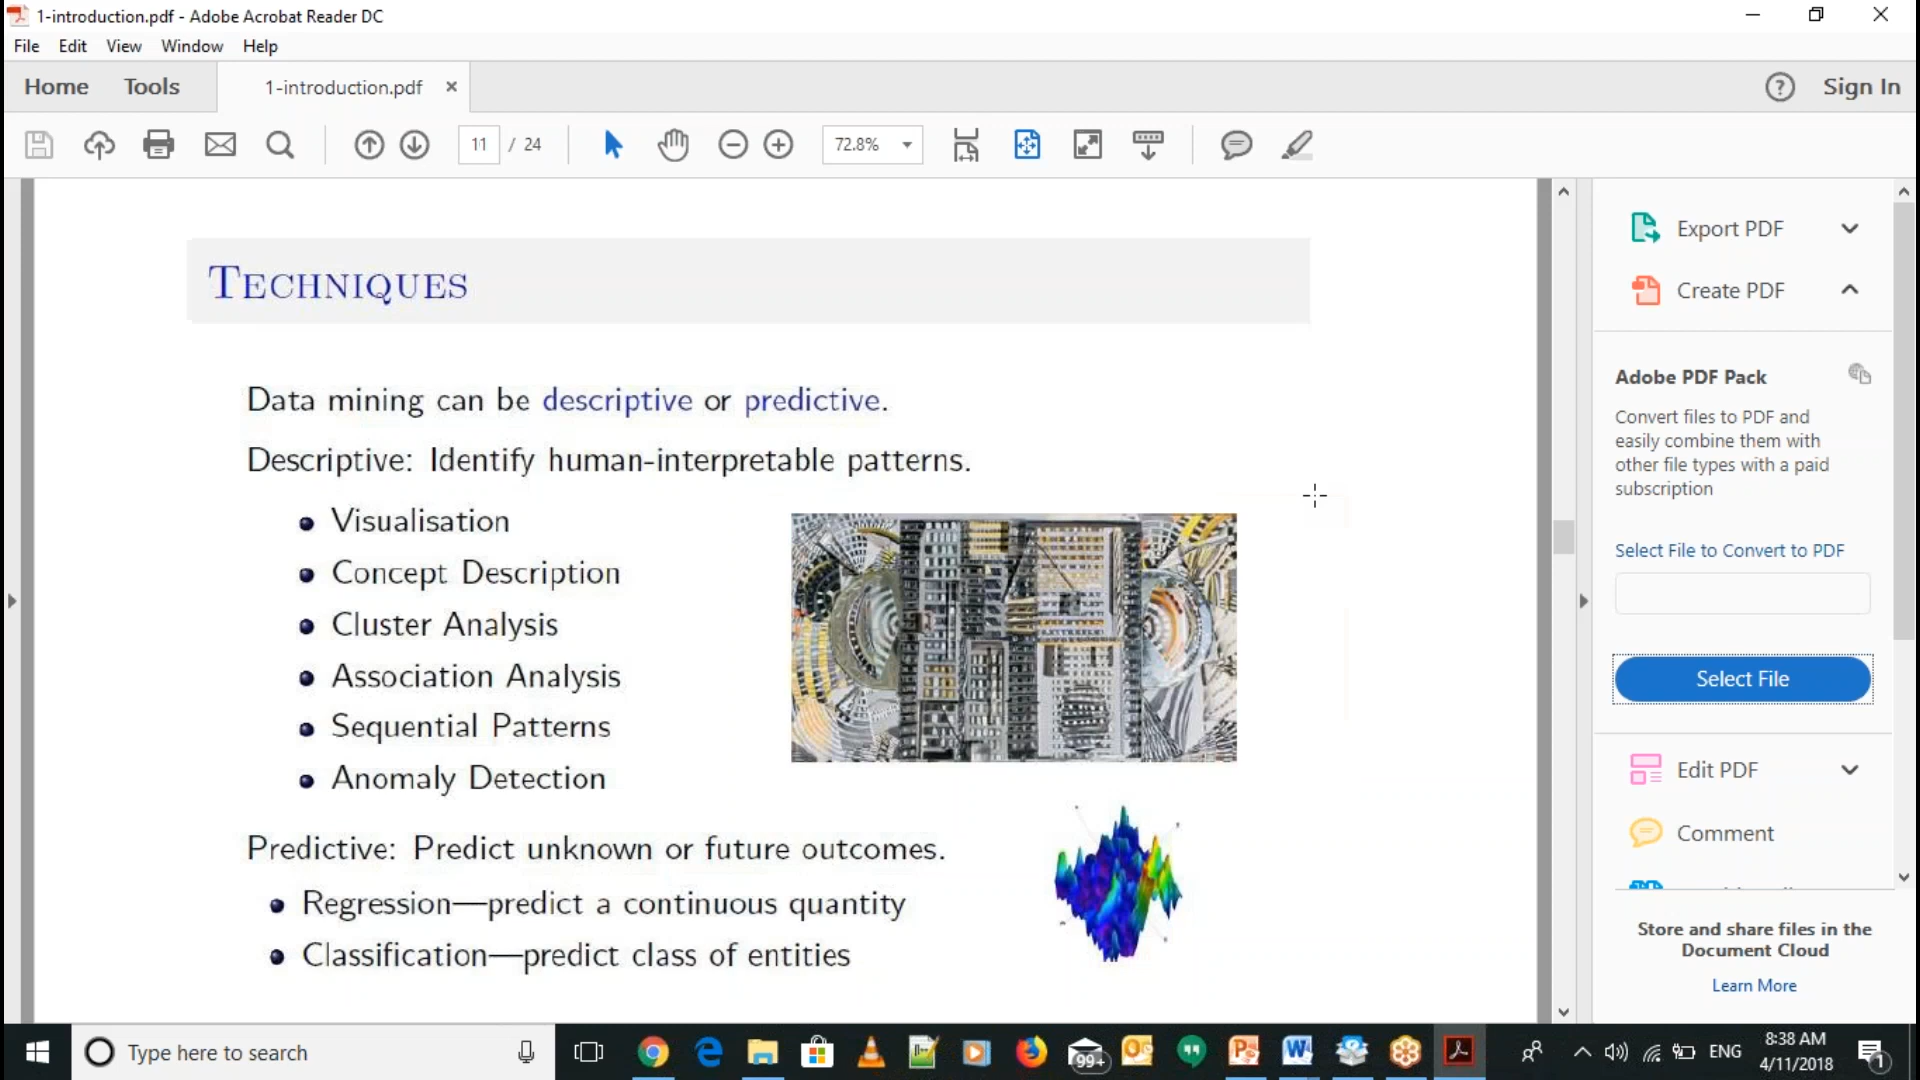 1-introduction.pdf - Adobe Acrobat Reader DC
File Edit View Window Help
Home Tools 1-introduction.pdf × Sign In
11 / 24 72.8%
TECHNIQUES
Data mining can be descriptive or predictive.
Descriptive: Identify human-interpretable patterns.
Visualisation
Concept Description
Cluster Analysis
Association Analysis
Sequential Patterns
Anomaly Detection
Predictive: Predict unknown or future outcomes.
Regression—predict a continuous quantity
Classification—predict class of entities
Export PDF
Create PDF
Adobe PDF Pack
Convert files to PDF and
easily combine them with
other file types with a paid
subscription
Select File to Convert to PDF
Select File
Edit PDF
Comment
Store and share files in the
Document Cloud
Learn More
Type here to search
99+
ENG
8:38 AM
4/11/2018
1